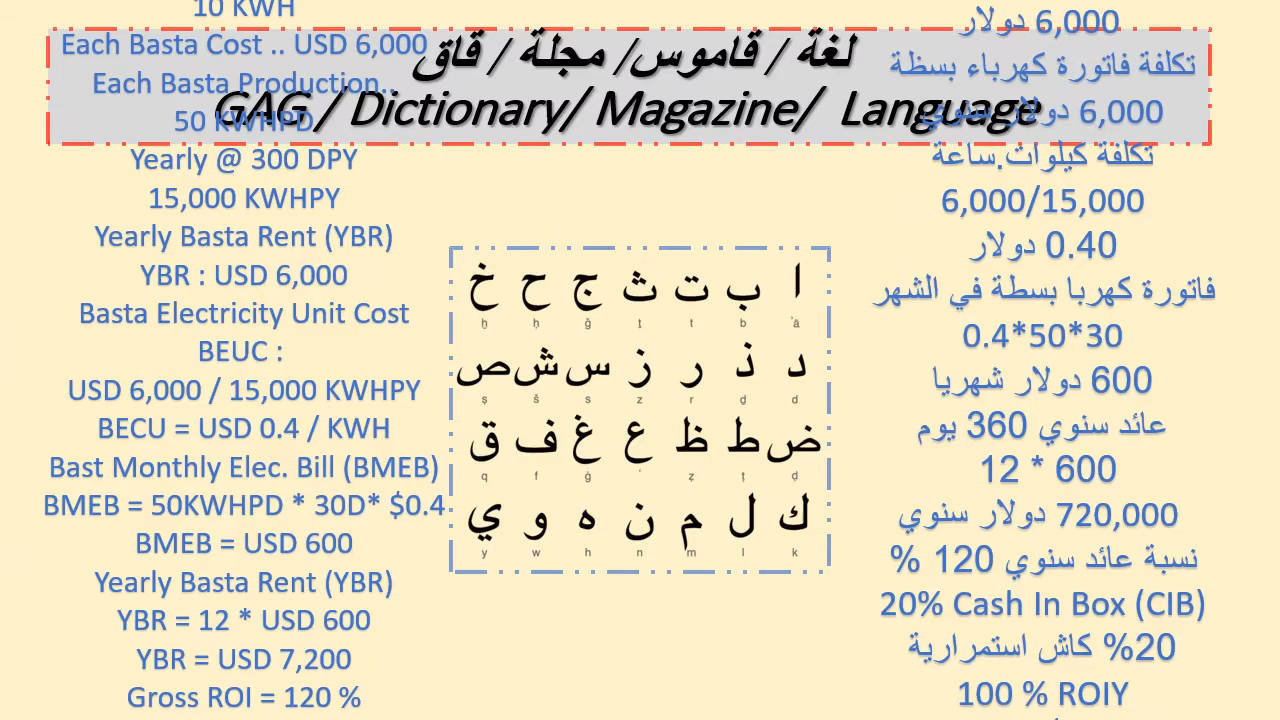 لغة / قاموس/ مجلة / قاق
GAG / Dictionary/ Magazine/ Language
10 KWH
Each Basta Cost .. USD 6,000
Each Basta Production..
50 KWHPD
Yearly @ 300 DPY
15,000 KWHPY
Yearly Basta Rent (YBR)
YBR : USD 6,000
Basta Electricity Unit Cost
BEUC :
USD 6,000 / 15,000 KWHPY
BECU = USD 0.4 / KWH
Bast Monthly Elec. Bill (BMEB)
BMEB = 50KWHPD * 30D* $0.4
BMEB = USD 600
Yearly Basta Rent (YBR)
YBR = 12 * USD 600
YBR = USD 7,200
Gross ROI = 120 %
ا ب ت ث ج ح خ
ʾā b t ṯ ǧ ḥ ḫ
د ذ ر ز س ش ص
d ḏ r z s š ṣ
ض ط ظ ع غ ف ق
ḍ ṭ ẓ ʿ ġ f q
ك ل م ن ه و ي
k l m n h w y
6,000 دولار
تكلفة فاتورة كهرباء بسظة
6,000 دولار سنوي
تكلفة كيلوات.ساعة
6,000/15,000
0.40 دولار
فاتورة كهربا بسطة في الشهر
0.4*50*30
600 دولار شهريا
عائد سنوي 360 يوم
12 * 600
720,000 دولار سنوي
نسبة عائد سنوي 120 %
20% Cash In Box (CIB)
%20 كاش استمرارية
100 % ROIY